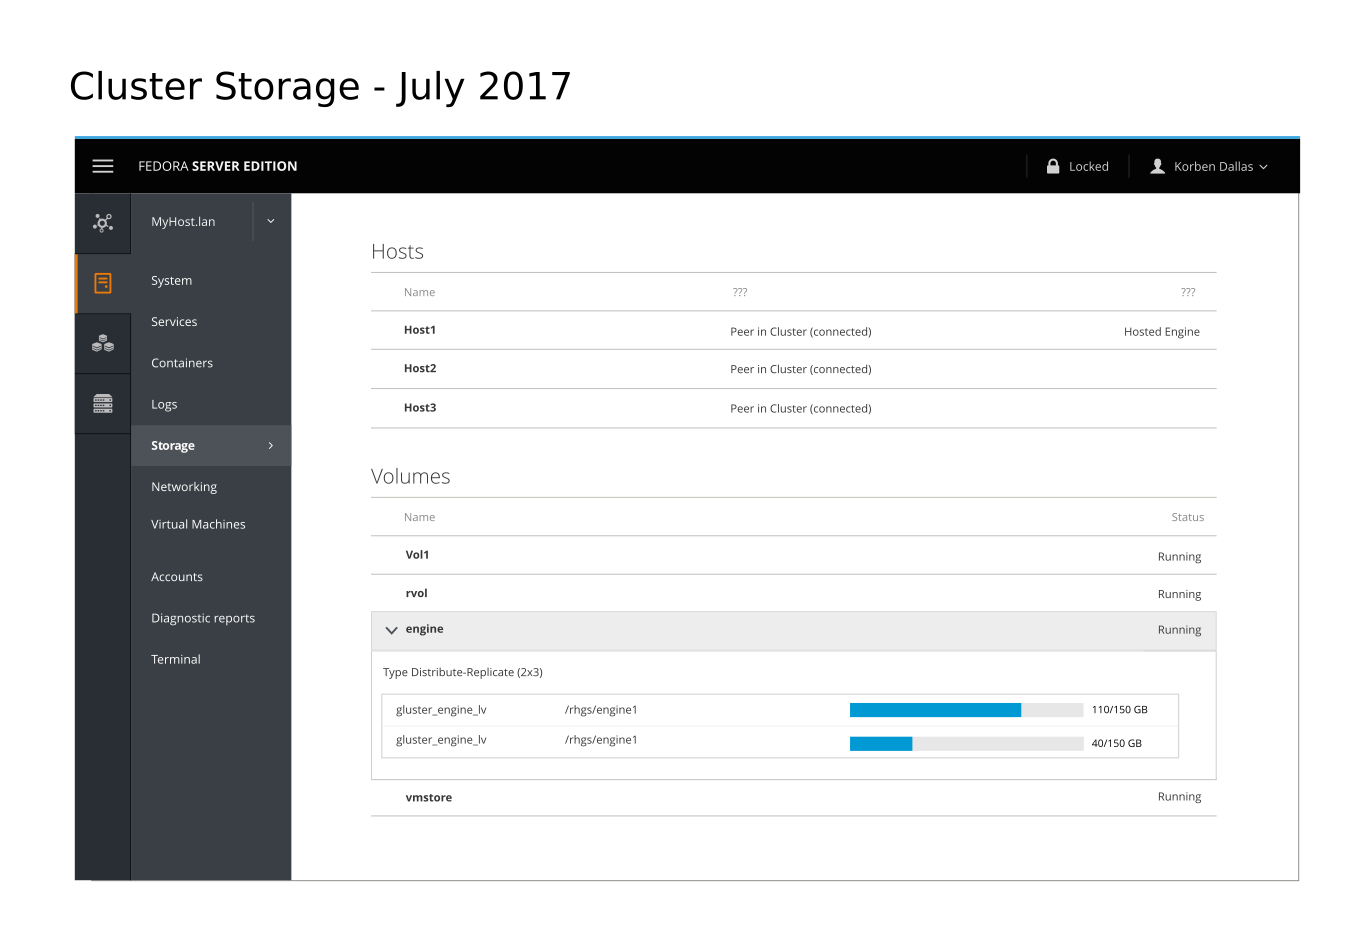 Cluster Storage - July 2017
FEDORA SERVER EDITION
Locked
Korben Dallas
MyHost.lan
System
Services
Containers
Logs
Storage
Networking
Virtual Machines
Accounts
Diagnostic reports
Terminal
Hosts
Name ??? ???
Host1 Peer in Cluster (connected) Hosted Engine
Host2 Peer in Cluster (connected)
Host3 Peer in Cluster (connected)
Volumes
Name Status
Vol1 Running
rvol Running
engine Running
Type Distribute-Replicate (2x3)
gluster_engine_lv /rhgs/engine1 110/150 GB
gluster_engine_lv /rhgs/engine1 40/150 GB
vmstore Running